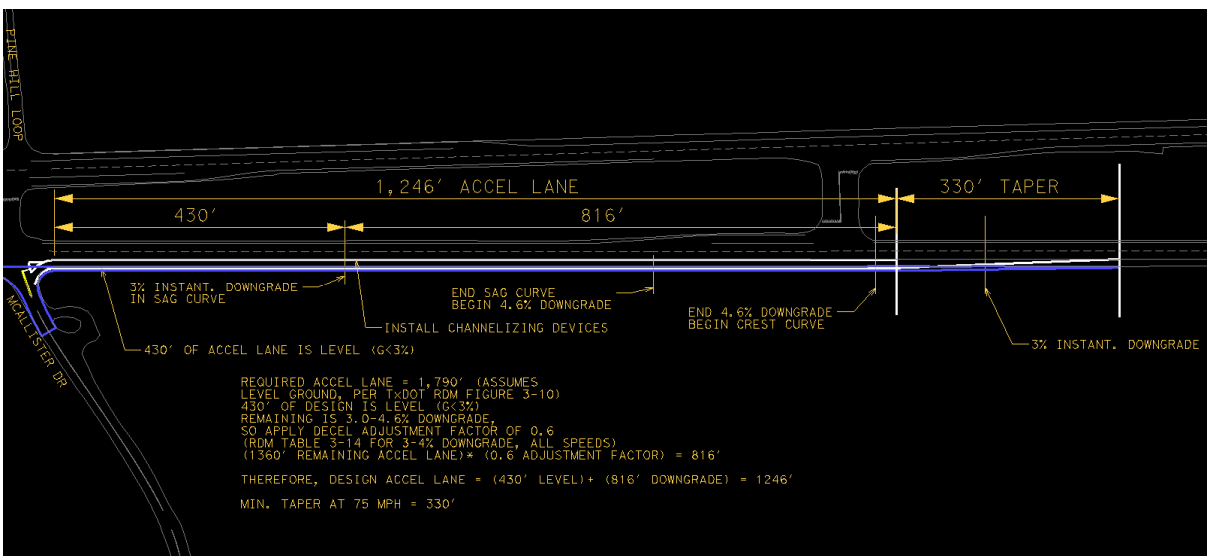 PINE HILL LOOP
1,246' ACCEL LANE
330' TAPER
430'
816'
3% INSTANT. DOWNGRADE
IN SAG CURVE
END SAG CURVE
BEGIN 4.6% DOWNGRADE
END 4.6% DOWNGRADE
BEGIN CREST CURVE
INSTALL CHANNELIZING DEVICES
3% INSTANT. DOWNGRADE
MCALLISTER DR
430' OF ACCEL LANE IS LEVEL (G<3%)
REQUIRED ACCEL LANE = 1,790' (ASSUMES
LEVEL GROUND, PER TxDOT RDM FIGURE 3-10)
430' OF DESIGN IS LEVEL (G<3%)
REMAINING IS 3.0-4.6% DOWNGRADE,
SO APPLY DECEL ADJUSTMENT FACTOR OF 0.6
(RDM TABLE 3-14 FOR 3-4% DOWNGRADE, ALL SPEEDS)
(1360' REMAINING ACCEL LANE)* (0.6 ADJUSTMENT FACTOR) = 816'
THEREFORE, DESIGN ACCEL LANE = (430' LEVEL)+ (816' DOWNGRADE) = 1246'
MIN. TAPER AT 75 MPH = 330'